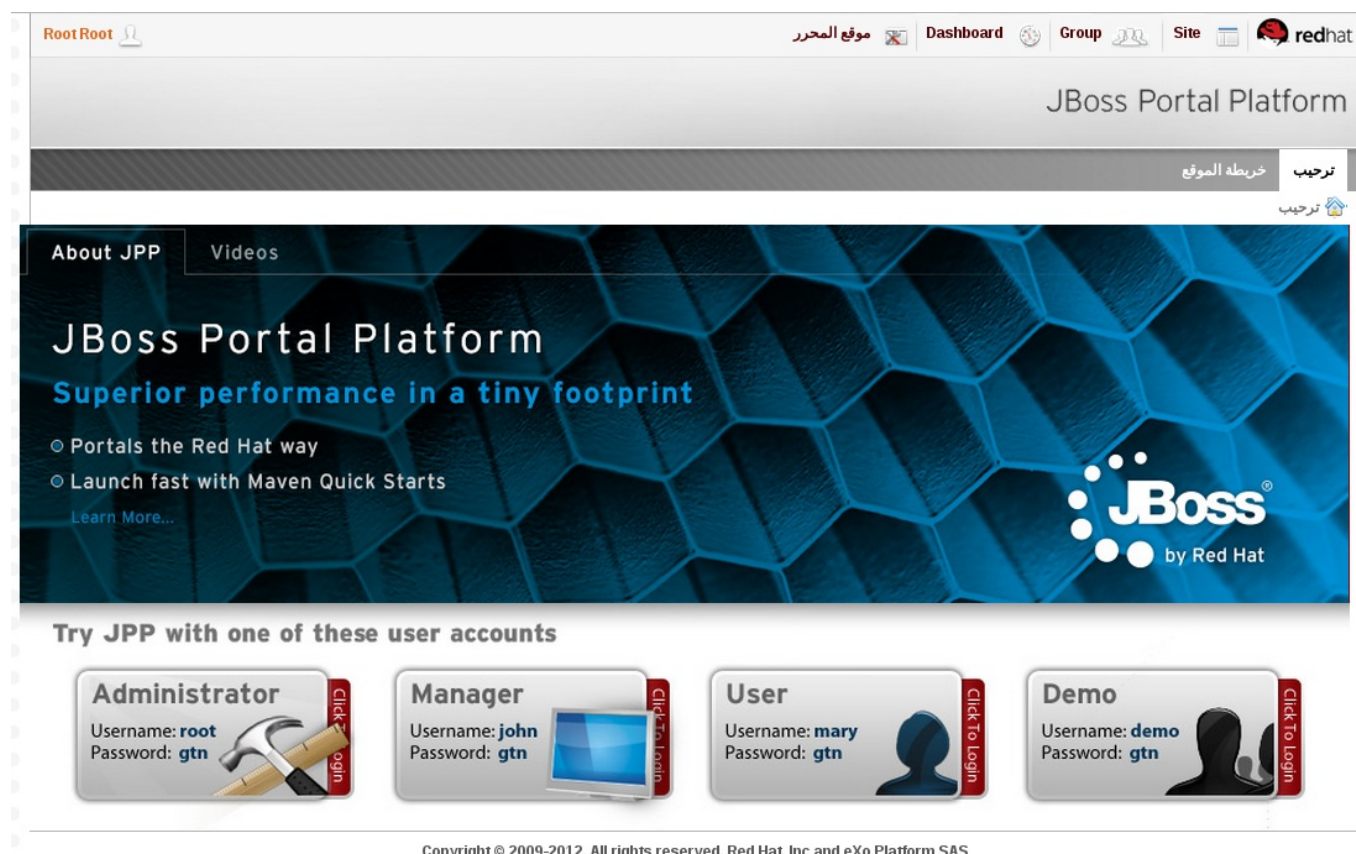 Root Root
موقع المحرر Dashboard Group Site redhat
JBoss Portal Platform
ترحيب خريطة الموقع
ترحيب
About JPP Videos
JBoss Portal Platform
Superior performance in a tiny footprint
Portals the Red Hat way
Launch fast with Maven Quick Starts
Learn More...
JBoss®
by Red Hat
Try JPP with one of these user accounts
Administrator
Username: root
Password: gtn
Click To Login
Manager
Username: john
Password: gtn
Click To Login
User
Username: mary
Password: gtn
Click To Login
Demo
Username: demo
Password: gtn
Click To Login
Copyright © 2009-2012. All rights reserved. Red Hat, Inc and eXo Platform SAS